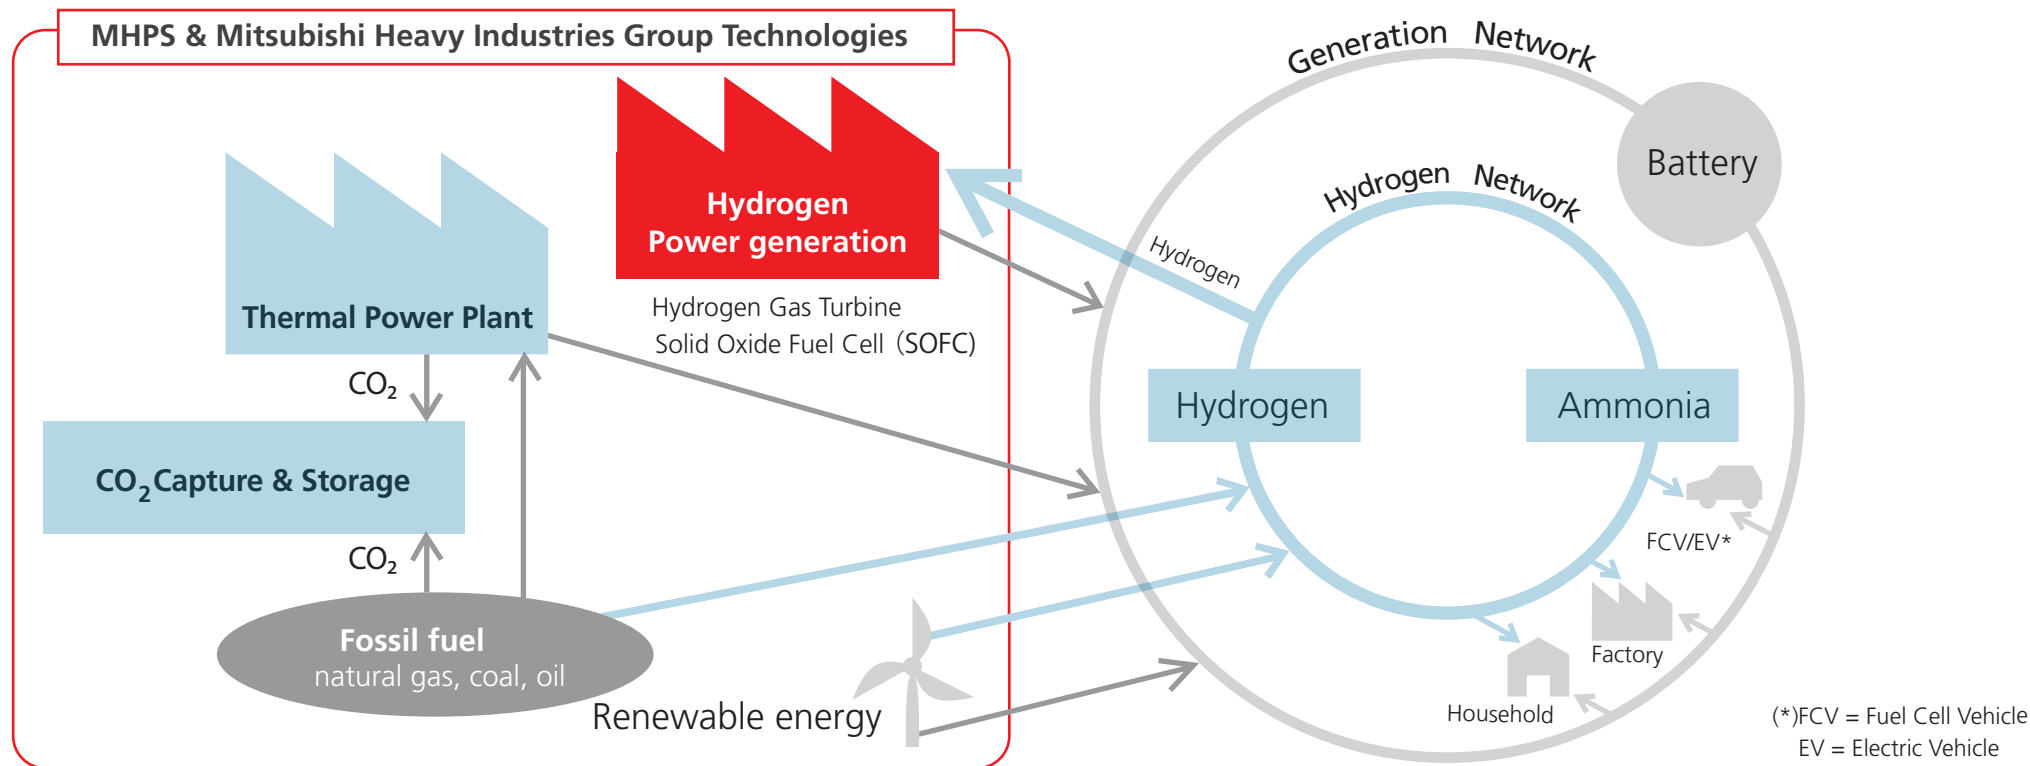 MHPS & Mitsubishi Heavy Industries Group Technologies
Generation Network
Battery
Hydrogen Network
Hydrogen
Power generation
Hydrogen
Hydrogen Gas Turbine
Solid Oxide Fuel Cell (SOFC)
Thermal Power Plant
CO₂
Hydrogen
Ammonia
CO₂ Capture & Storage
CO₂
FCV/EV*
Fossil fuel
natural gas, coal, oil
Factory
Renewable energy
Household
(*)FCV = Fuel Cell Vehicle
EV = Electric Vehicle